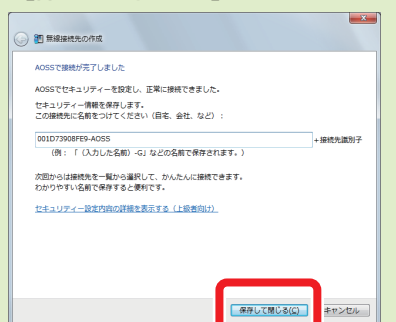 無線接続先の作成
AOSSで接続が完了しました
AOSSでセキュリティーを設定し、正常に接続できました。
セキュリティー情報を保存します。
この接続先に名前をつけてください（自宅、会社、など）：
001D73908FE9-AOSS
+接続先識別子
（例：「（入力した名前）-G」などの名前で保存されます。）
次回からは接続先を一覧から選択して、かんたんに接続できます。
わかりやすい名前で保存すると便利です。
セキュリティー設定内容の詳細を表示する（上級者向け）
保存して閉じる(C)
キャンセル